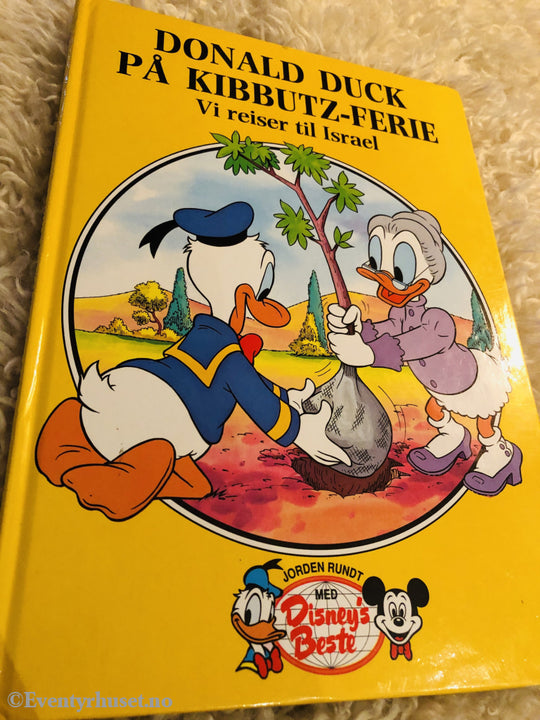 DONALD DUCK
PÅ KIBBUTZ-FERIE
Vi reiser til Israel
JORDEN RUNDT
MED
Disney's
Beste
©Eventyrhuset.no